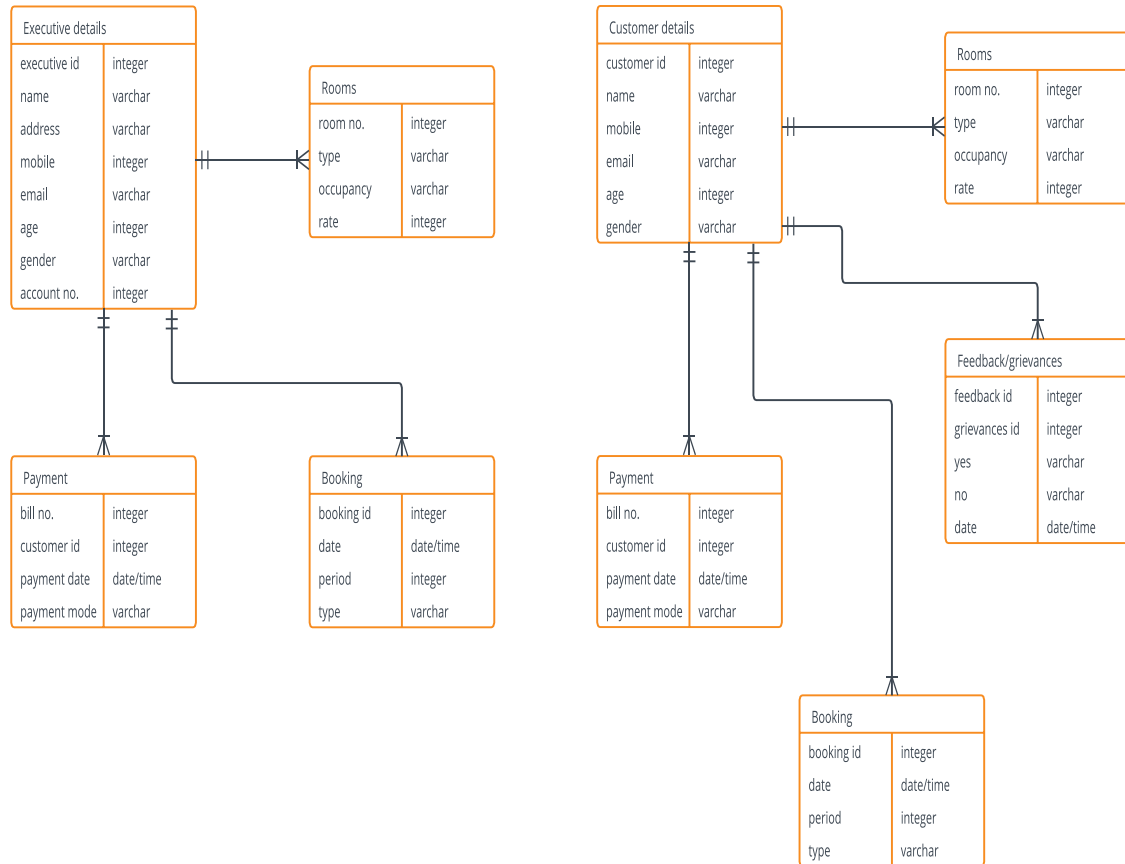 Executive details
executive id integer
name varchar
address varchar
mobile integer
email varchar
age integer
gender varchar
account no. integer
Rooms
room no. integer
type varchar
occupancy varchar
rate integer
Payment
bill no. integer
customer id integer
payment date date/time
payment mode varchar
Booking
booking id integer
date date/time
period integer
type varchar
Customer details
customer id integer
name varchar
mobile integer
email varchar
age integer
gender varchar
Rooms
room no. integer
type varchar
occupancy varchar
rate integer
Feedback/grievances
feedback id integer
grievances id integer
yes varchar
no varchar
date date/time
Payment
bill no. integer
customer id integer
payment date date/time
payment mode varchar
Booking
booking id integer
date date/time
period integer
type varchar